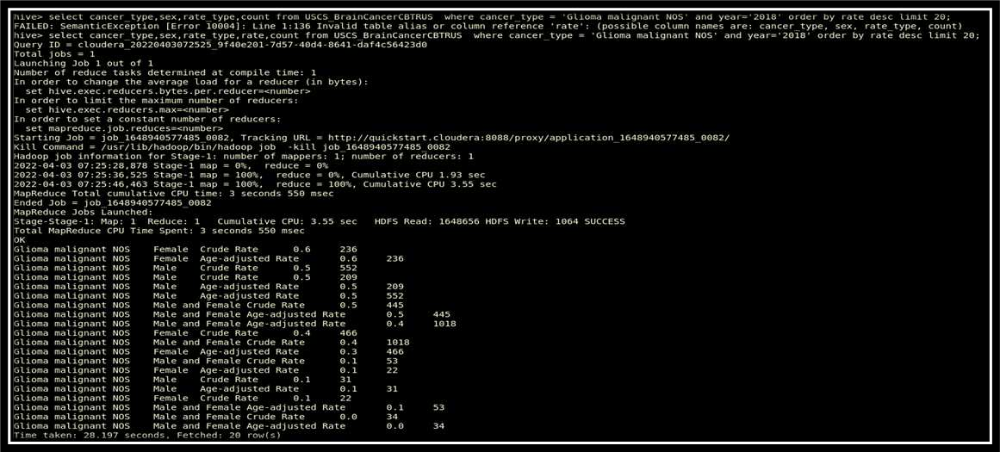 hive> select cancer_type,sex,rate_type,count from USCS_BrainCancerCBTRUS  where cancer_type = 'Glioma malignant NOS' and year='2018' order by rate desc limit 20;
FAILED: SemanticException [Error 10004]: Line 1:136 Invalid table alias or column reference 'rate': (possible column names are: cancer_type, sex, rate_type, count)
hive> select cancer_type,sex,rate_type,rate,count from USCS_BrainCancerCBTRUS  where cancer_type = 'Glioma malignant NOS' and year='2018' order by rate desc limit 20;
Query ID = cloudera_20220403072525_9f40e201-7d57-40d4-8641-daf4c56423d0
Total jobs = 1
Launching Job 1 out of 1
Number of reduce tasks determined at compile time: 1
In order to change the average load for a reducer (in bytes):
  set hive.exec.reducers.bytes.per.reducer=<number>
In order to limit the maximum number of reducers:
  set hive.exec.reducers.max=<number>
In order to set a constant number of reducers:
  set mapreduce.job.reduces=<number>
Starting Job = job_1648940577485_0082, Tracking URL = http://quickstart.cloudera:8088/proxy/application_1648940577485_0082/
Kill Command = /usr/lib/hadoop/bin/hadoop job  -kill job_1648940577485_0082
Hadoop job information for Stage-1: number of mappers: 1; number of reducers: 1
2022-04-03 07:25:28,878 Stage-1 map = 0%,  reduce = 0%
2022-04-03 07:25:36,525 Stage-1 map = 100%,  reduce = 0%, Cumulative CPU 1.93 sec
2022-04-03 07:25:46,463 Stage-1 map = 100%,  reduce = 100%, Cumulative CPU 3.55 sec
MapReduce Total cumulative CPU time: 3 seconds 550 msec
Ended Job = job_1648940577485_0082
MapReduce Jobs Launched:
Stage-Stage-1: Map: 1  Reduce: 1   Cumulative CPU: 3.55 sec   HDFS Read: 1648656 HDFS Write: 1064 SUCCESS
Total MapReduce CPU Time Spent: 3 seconds 550 msec
OK
Glioma malignant NOS    Female  Crude Rate      0.6     236
Glioma malignant NOS    Female  Age-adjusted Rate       0.6     236
Glioma malignant NOS    Male    Crude Rate      0.5     552
Glioma malignant NOS    Male    Crude Rate      0.5     209
Glioma malignant NOS    Male    Age-adjusted Rate       0.5     209
Glioma malignant NOS    Male    Age-adjusted Rate       0.5     552
Glioma malignant NOS    Male and Female Crude Rate      0.5     445
Glioma malignant NOS    Male and Female Age-adjusted Rate       0.5     445
Glioma malignant NOS    Male and Female Age-adjusted Rate       0.4     1018
Glioma malignant NOS    Female  Crude Rate      0.4     466
Glioma malignant NOS    Male and Female Crude Rate      0.4     1018
Glioma malignant NOS    Female  Age-adjusted Rate       0.3     466
Glioma malignant NOS    Male and Female Crude Rate      0.1     53
Glioma malignant NOS    Female  Age-adjusted Rate       0.1     22
Glioma malignant NOS    Male    Crude Rate      0.1     31
Glioma malignant NOS    Male    Age-adjusted Rate       0.1     31
Glioma malignant NOS    Female  Crude Rate      0.1     22
Glioma malignant NOS    Male and Female Age-adjusted Rate       0.1     53
Glioma malignant NOS    Male and Female Crude Rate      0.0     34
Glioma malignant NOS    Male and Female Age-adjusted Rate       0.0     34
Time taken: 28.197 seconds, Fetched: 20 row(s)